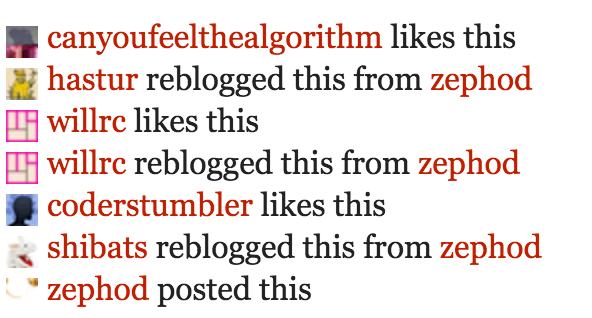 canyoufeelthealgorithm likes this
hastur reblogged this from zephod
willrc likes this
willrc reblogged this from zephod
coderstumbler likes this
shibats reblogged this from zephod
zephod posted this